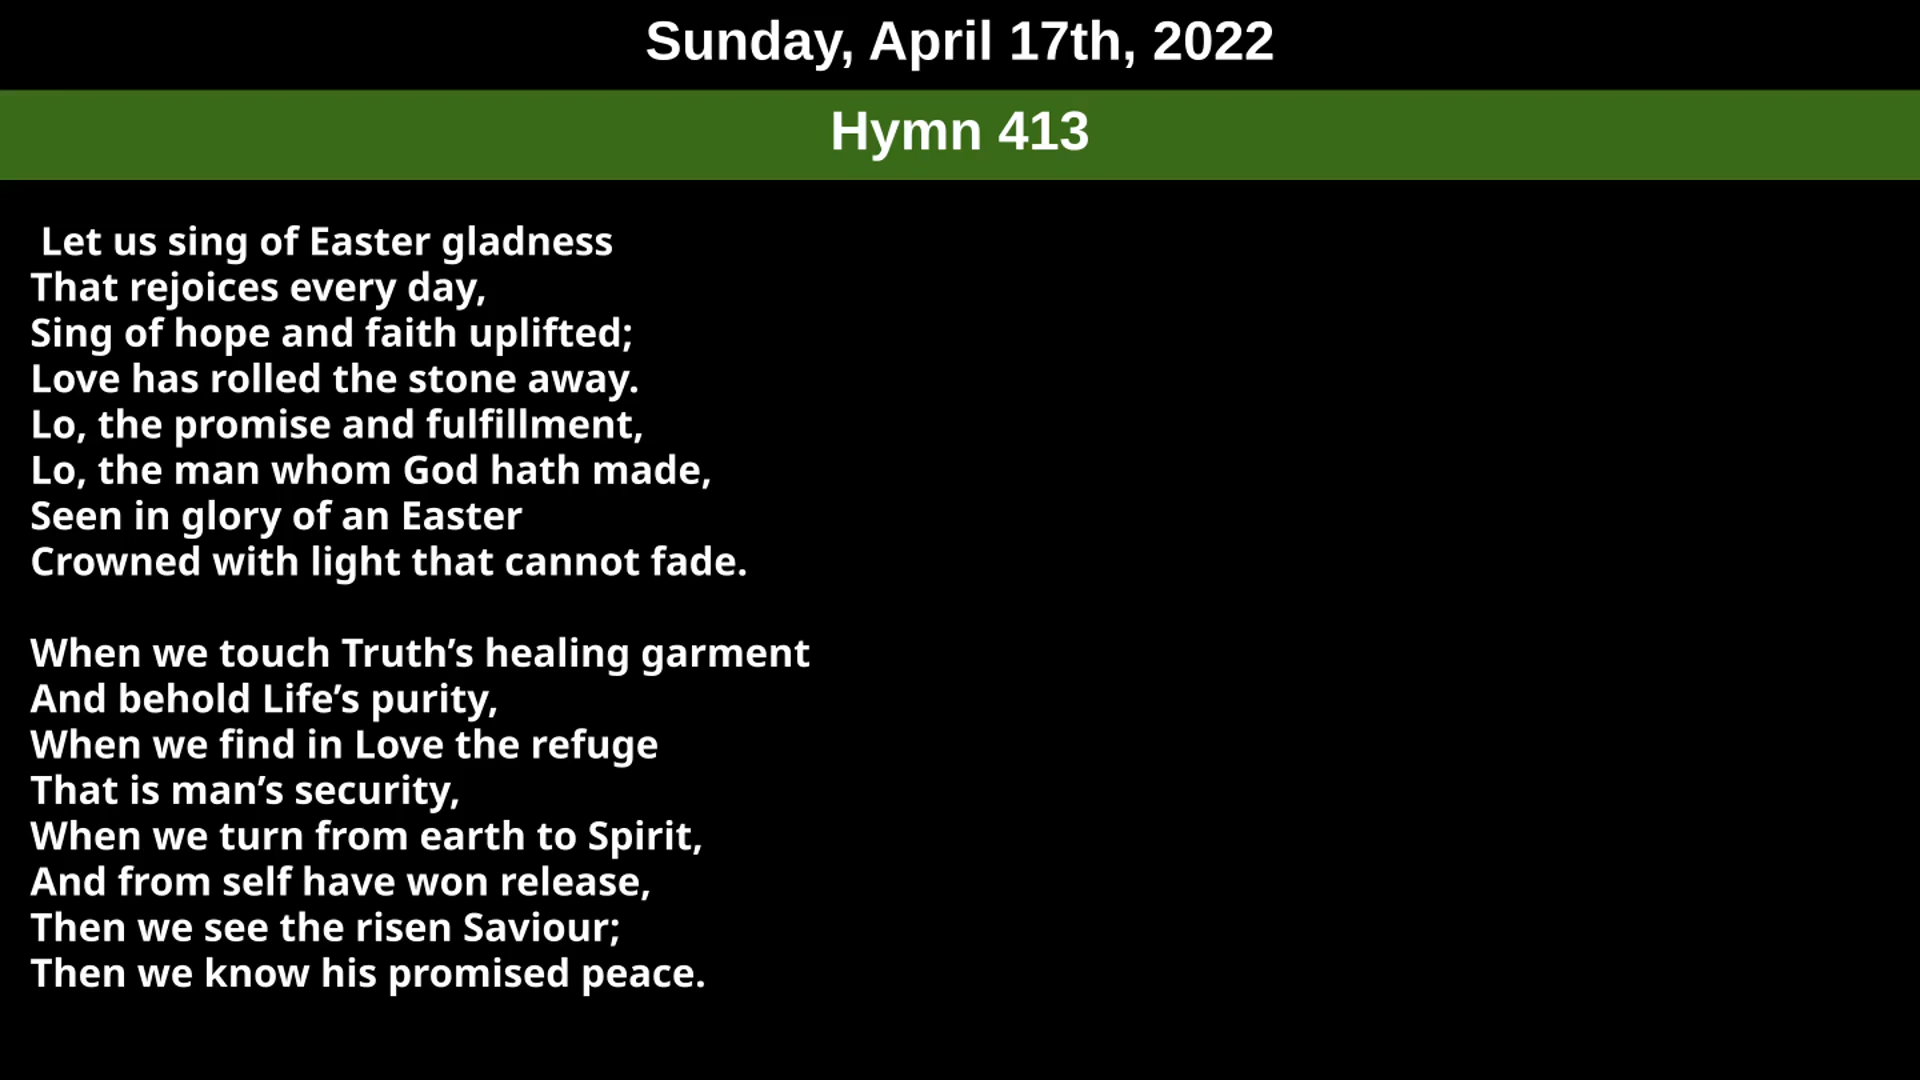 Sunday, April 17th, 2022
Hymn 413
Let us sing of Easter gladness
That rejoices every day,
Sing of hope and faith uplifted;
Love has rolled the stone away.
Lo, the promise and fulfillment,
Lo, the man whom God hath made,
Seen in glory of an Easter
Crowned with light that cannot fade.
When we touch Truth’s healing garment
And behold Life’s purity,
When we find in Love the refuge
That is man’s security,
When we turn from earth to Spirit,
And from self have won release,
Then we see the risen Saviour;
Then we know his promised peace.